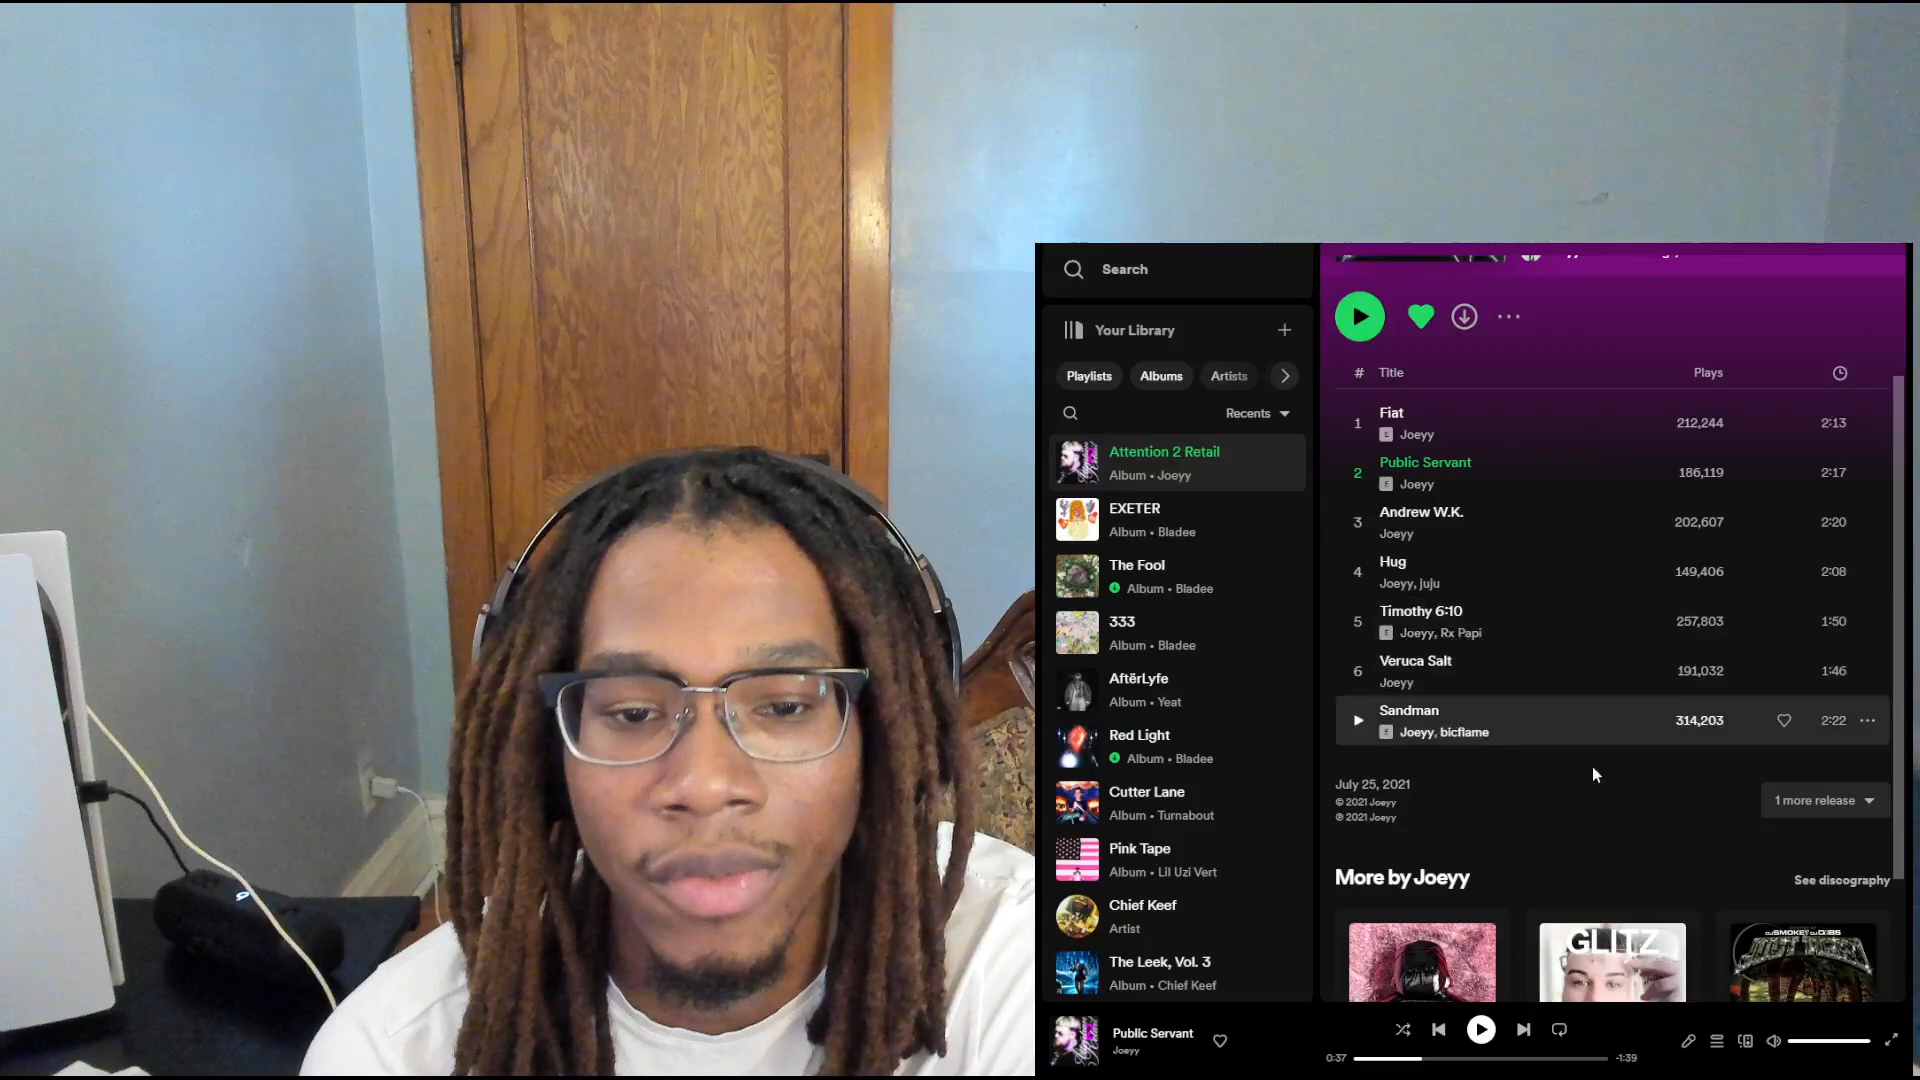 Search
Your Library
Playlists Albums Artists
Recents
Attention 2 Retail
Album • Joeyy
EXETER
Album • Bladee
The Fool
Album • Bladee
333
Album • Bladee
AftërLyfe
Album • Yeat
Red Light
Album • Bladee
Cutter Lane
Album • Turnabout
Pink Tape
Album • Lil Uzi Vert
Chief Keef
Artist
The Leek, Vol. 3
Album • Chief Keef
# Title Plays
1 Fiat 212,244 2:13
E Joeyy
2 Public Servant 186,119 2:17
E Joeyy
3 Andrew W.K. 202,607 2:20
Joeyy
4 Hug 149,406 2:08
Joeyy, juju
5 Timothy 6:10 257,803 1:50
E Joeyy, Rx Papi
6 Veruca Salt 191,032 1:46
Joeyy
Sandman 314,203 2:22
E Joeyy, bicflame
July 25, 2021
© 2021 Joeyy
℗ 2021 Joeyy
1 more release
More by Joeyy
See discography
GLITZ
Public Servant
Joeyy
0:37 -1:39